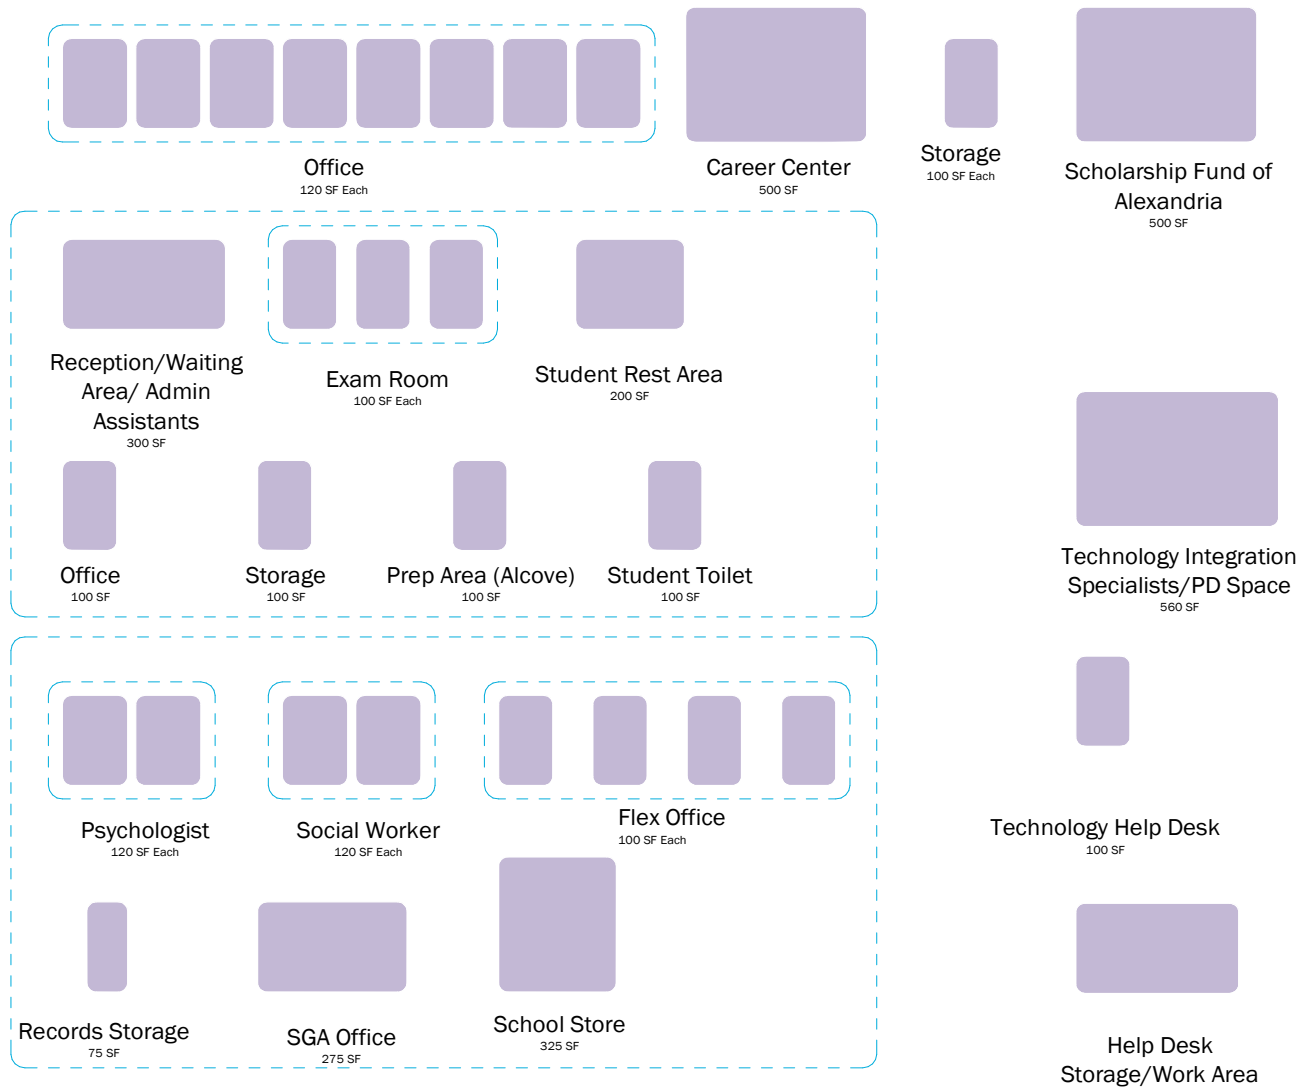 Office
120 SF Each
Career Center
500 SF
Storage
100 SF Each
Scholarship Fund of
Alexandria
500 SF
Reception/Waiting
Area/ Admin
Assistants
300 SF
Exam Room
100 SF Each
Student Rest Area
200 SF
Office
100 SF
Storage
100 SF
Prep Area (Alcove)
100 SF
Student Toilet
100 SF
Technology Integration
Specialists/PD Space
560 SF
Psychologist
120 SF Each
Social Worker
120 SF Each
Flex Office
100 SF Each
Technology Help Desk
100 SF
Records Storage
75 SF
SGA Office
275 SF
School Store
325 SF
Help Desk
Storage/Work Area